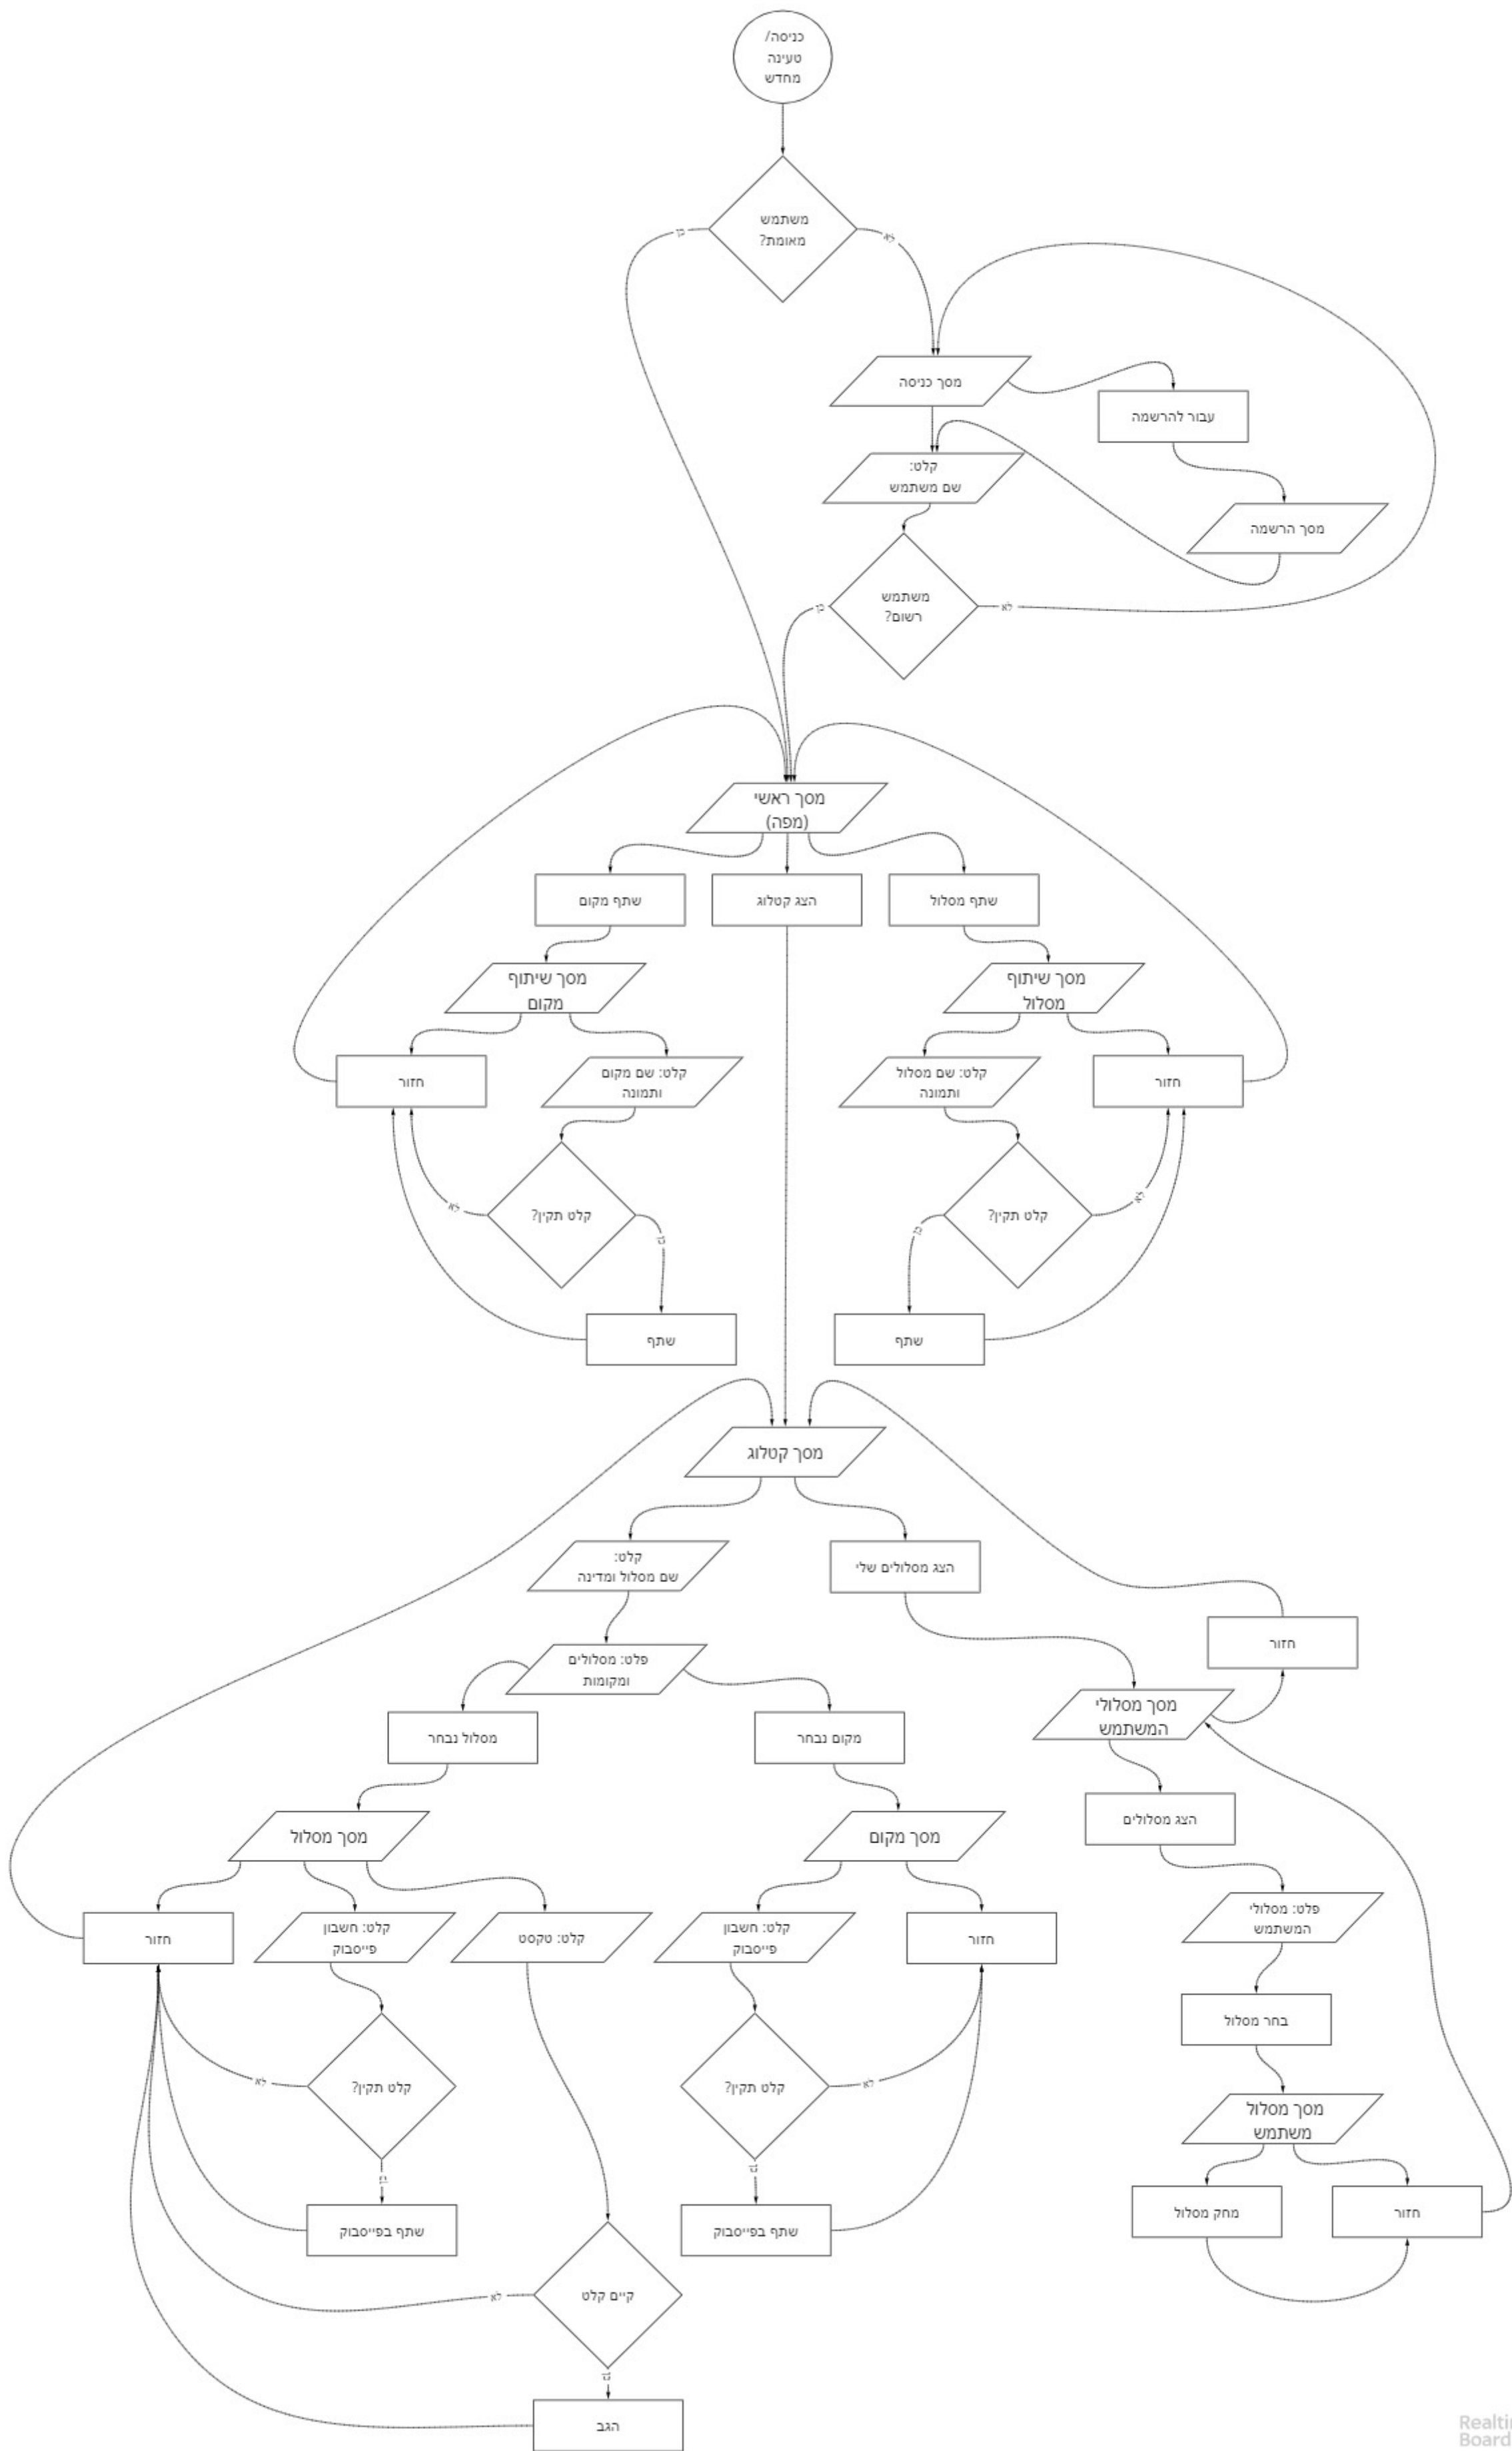 כניסה/
טעינה
מחדש
משתמש
מאומת?
כן
לא
מסך כניסה
עבור להרשמה
קלט:
שם משתמש
מסך הרשמה
משתמש
רשום?
כן
לא
מסך ראשי
(מפה)
שתף מקום
הצג קטלוג
שתף מסלול
מסך שיתוף
מקום
מסך שיתוף
מסלול
חזור
קלט: שם מקום
ותמונה
קלט: שם מסלול
ותמונה
חזור
לא
קלט תקין?
כן
כן
קלט תקין?
לא
שתף
שתף
מסך קטלוג
קלט:
שם מסלול ומדינה
הצג מסלולים שלי
חזור
פלט: מסלולים
ומקומות
מסך מסלולי
המשתמש
מסלול נבחר
מקום נבחר
הצג מסלולים
מסך מסלול
מסך מקום
פלט: מסלולי
המשתמש
חזור
קלט: חשבון
פייסבוק
קלט: טקסט
קלט: חשבון
פייסבוק
חזור
בחר מסלול
לא
קלט תקין?
כן
קלט תקין?
לא
כן
מסך מסלול
משתמש
שתף בפייסבוק
שתף בפייסבוק
מחק מסלול
חזור
לא
קיים קלט
כן
הגב
Realti
Board